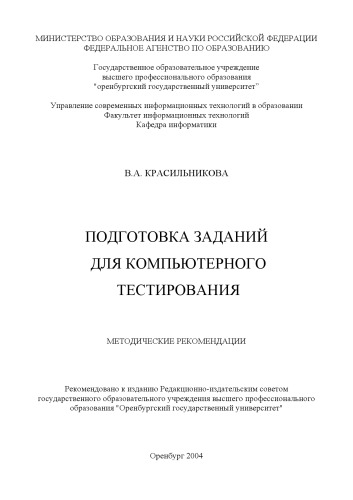 МИНИСТЕРСТВО ОБРАЗОВАНИЯ И НАУКИ РОССИЙСКОЙ ФЕДЕРАЦИИ
ФЕДЕРАЛЬНОЕ АГЕНСТВО ПО ОБРАЗОВАНИЮ
Государственное образовательное учреждение
высшего профессионального образования
"оренбургский государственный университет"
Управление современных информационных технологий в образовании
Факультет информационных технологий
Кафедра информатики
В.А. КРАСИЛЬНИКОВА
ПОДГОТОВКА ЗАДАНИЙ
ДЛЯ КОМПЬЮТЕРНОГО
ТЕСТИРОВАНИЯ
МЕТОДИЧЕСКИЕ РЕКОМЕНДАЦИИ
Рекомендовано к изданию Редакционно-издательским советом
государственного образовательного учреждения высшего профессионального
образования "Оренбургский государственный университет"
Оренбург 2004